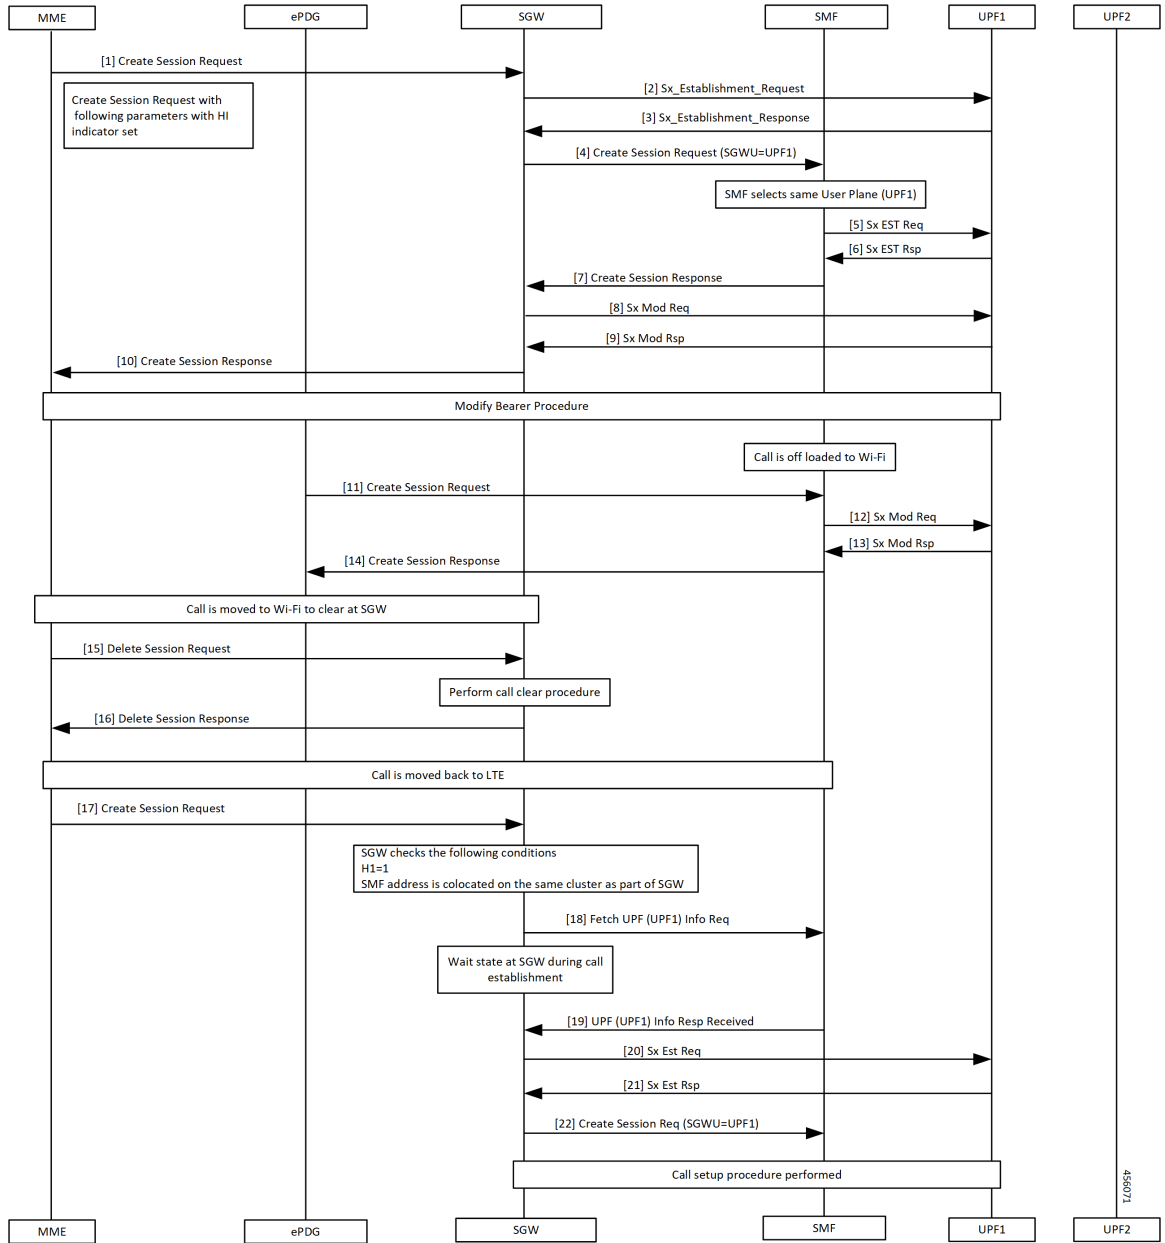 MME
ePDG
SGW
SMF
UPF1
UPF2
[1] Create Session Request
Create Session Request with
following parameters with HI
indicator set
[2] Sx_Establishment_Request
[3] Sx_Establishment_Response
[4] Create Session Request (SGWU=UPF1)
SMF selects same User Plane (UPF1)
[5] Sx EST Req
[6] Sx EST Rsp
[7] Create Session Response
[8] Sx Mod Req
[9] Sx Mod Rsp
[10] Create Session Response
Modify Bearer Procedure
Call is off loaded to Wi-Fi
[11] Create Session Request
[12] Sx Mod Req
[13] Sx Mod Rsp
[14] Create Session Response
Call is moved to Wi-Fi to clear at SGW
[15] Delete Session Request
Perform call clear procedure
[16] Delete Session Response
Call is moved back to LTE
[17] Create Session Request
SGW checks the following conditions
H1=1
SMF address is colocated on the same cluster as part of SGW
[18] Fetch UPF (UPF1) Info Req
Wait state at SGW during call
establishment
[19] UPF (UPF1) Info Resp Received
[20] Sx Est Req
[21] Sx Est Rsp
[22] Create Session Req (SGWU=UPF1)
Call setup procedure performed
456071
MME
ePDG
SGW
SMF
UPF1
UPF2